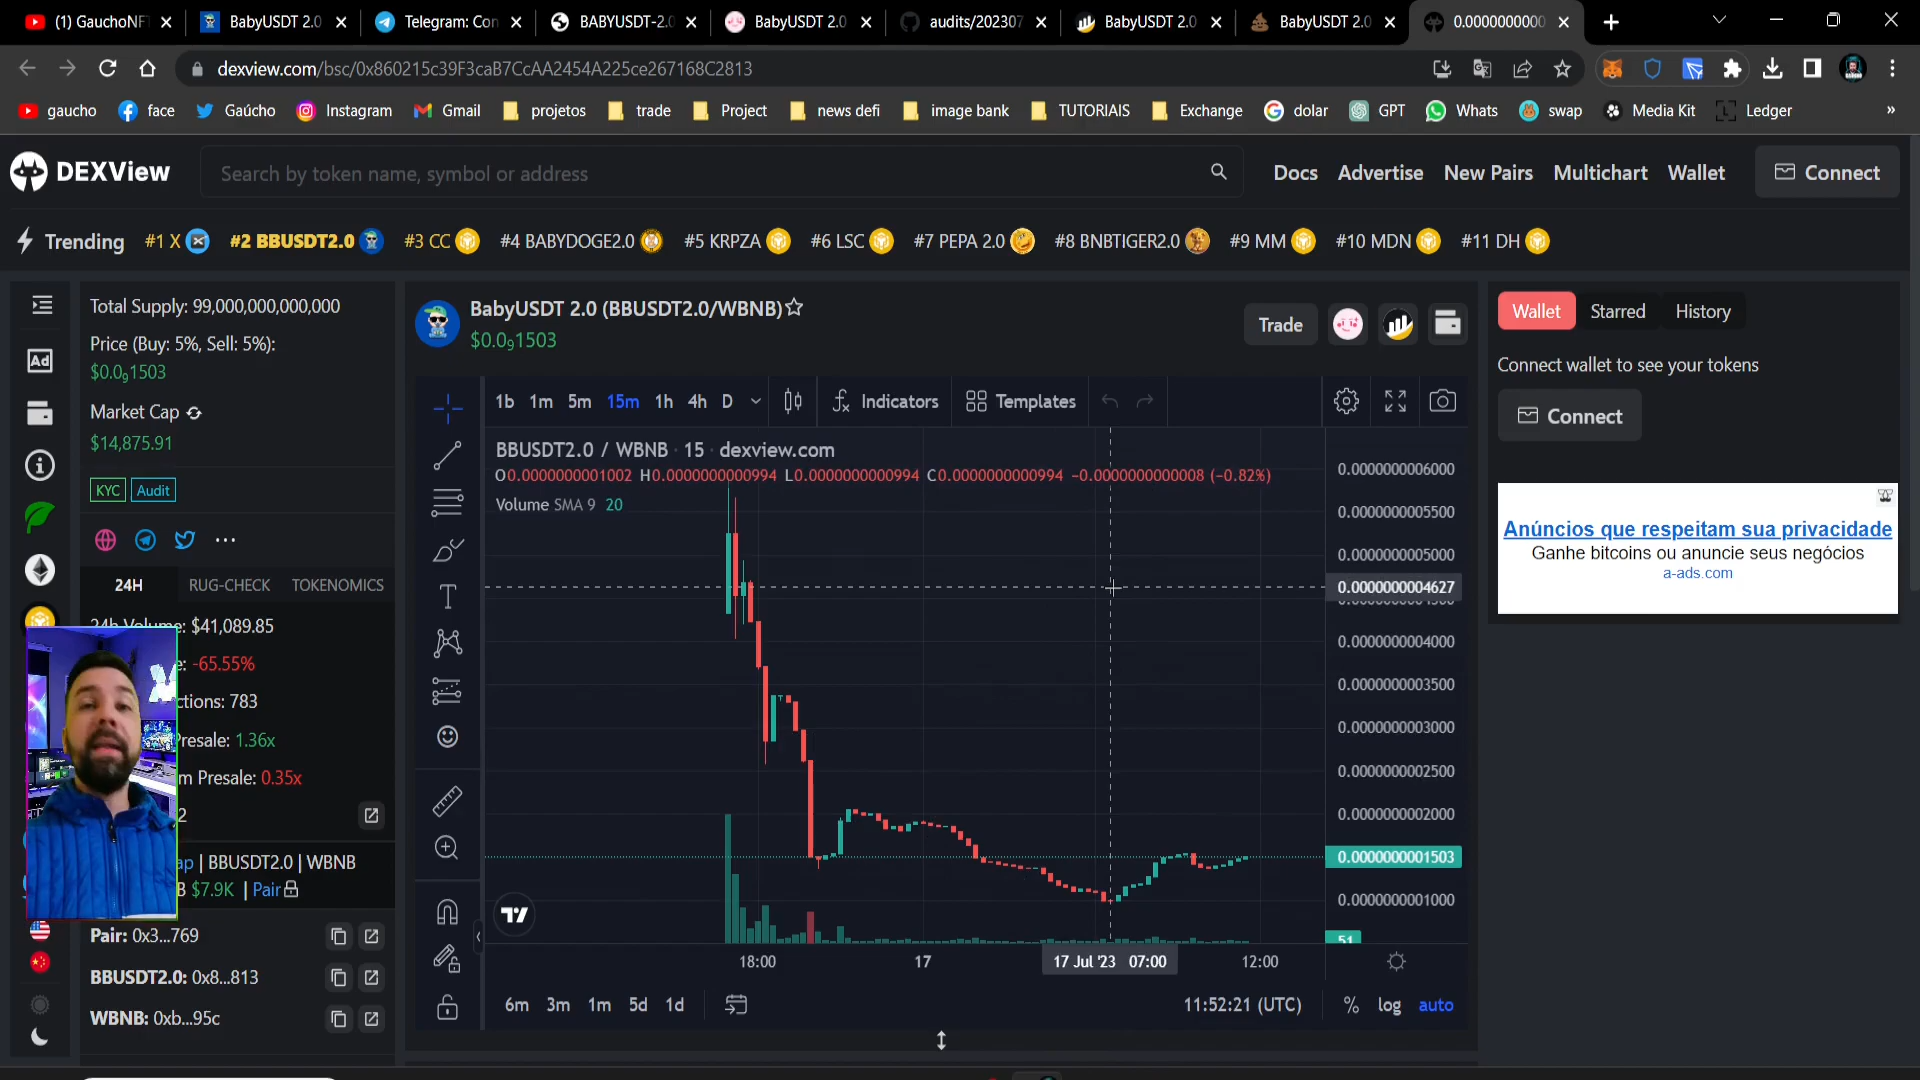 (1) GauchoNF
BabyUSDT 2.0
Telegram: Con
BABYUSDT-2.0
BabyUSDT 2.0
audits/202307
BabyUSDT 2.0
BabyUSDT 2.0
0.0000000000
dexview.com/bsc/0x860215c39F3caB7CcAA2454A225ce267168C2813
gaucho face Gaúcho Instagram Gmail projetos trade Project news defi image bank TUTORIAIS Exchange dolar GPT Whats swap Media Kit Ledger »
DEXView
Search by token name, symbol or address
Docs Advertise New Pairs Multichart Wallet Connect
Trending #1 X #2 BBUSDT2.0 #3 CC #4 BABYDOGE2.0 #5 KRPZA #6 LSC #7 PEPA 2.0 #8 BNBTIGER2.0 #9 MM #10 MDN #11 DH
Ad
Total Supply: 99,000,000,000,000
Price (Buy: 5%, Sell: 5%):
$0.0₉1503
Market Cap
$14,875.91
KYC Audit
24H RUG-CHECK TOKENOMICS
24h Volume: $41,089.85
e: -65.55%
ctions: 783
Presale: 1.36x
m Presale: 0.35x
2
ap | BBUSDT2.0 | WBNB
B $7.9K | Pair
Pair: 0x3...769
BBUSDT2.0: 0x8...813
WBNB: 0xb...95c
BabyUSDT 2.0 (BBUSDT2.0/WBNB)
$0.0₉1503
Trade
1b 1m 5m 15m 1h 4h D Indicators Templates
BBUSDT2.0 / WBNB · 15 · dexview.com
O0.0000000001002 H0.0000000000994 L0.0000000000994 C0.0000000000994 −0.0000000000008 (−0.82%)
Volume SMA 9 20
0.0000000006000
0.0000000005500
0.0000000005000
0.0000000004627
0.0000000004000
0.0000000003500
0.0000000003000
0.0000000002500
0.0000000002000
0.0000000001503
0.0000000001000
51
18:00 17 17 Jul '23 07:00 12:00
6m 3m 1m 5d 1d 11:52:21 (UTC) % log auto
Wallet Starred History
Connect wallet to see your tokens
Connect
Anúncios que respeitam sua privacidade
Ganhe bitcoins ou anuncie seus negócios
a-ads.com